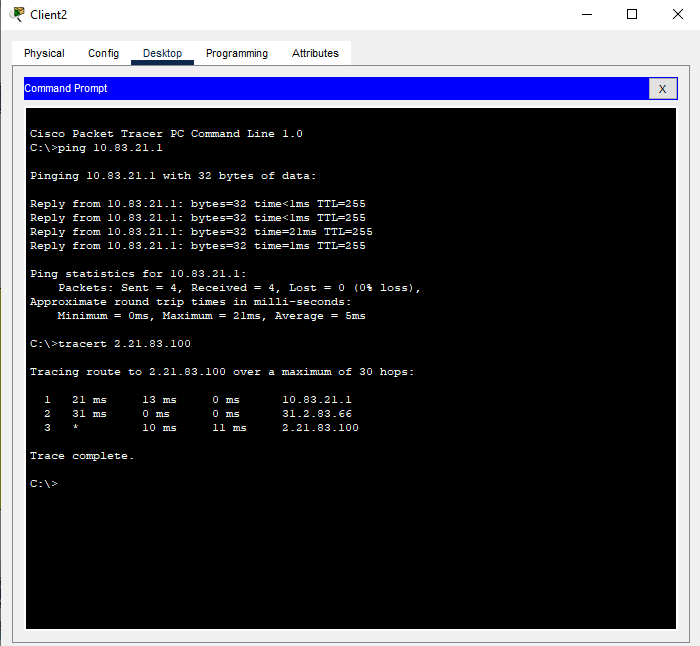 Client2
Physical Config Desktop Programming Attributes
Command Prompt X
Cisco Packet Tracer PC Command Line 1.0
C:\>ping 10.83.21.1
Pinging 10.83.21.1 with 32 bytes of data:
Reply from 10.83.21.1: bytes=32 time<1ms TTL=255
Reply from 10.83.21.1: bytes=32 time<1ms TTL=255
Reply from 10.83.21.1: bytes=32 time=21ms TTL=255
Reply from 10.83.21.1: bytes=32 time=1ms TTL=255
Ping statistics for 10.83.21.1:
Packets: Sent = 4, Received = 4, Lost = 0 (0% loss),
Approximate round trip times in milli-seconds:
Minimum = 0ms, Maximum = 21ms, Average = 5ms
C:\>tracert 2.21.83.100
Tracing route to 2.21.83.100 over a maximum of 30 hops:
1 21 ms 13 ms 0 ms 10.83.21.1
2 31 ms 0 ms 0 ms 31.2.83.66
3 * 10 ms 11 ms 2.21.83.100
Trace complete.
C:\>